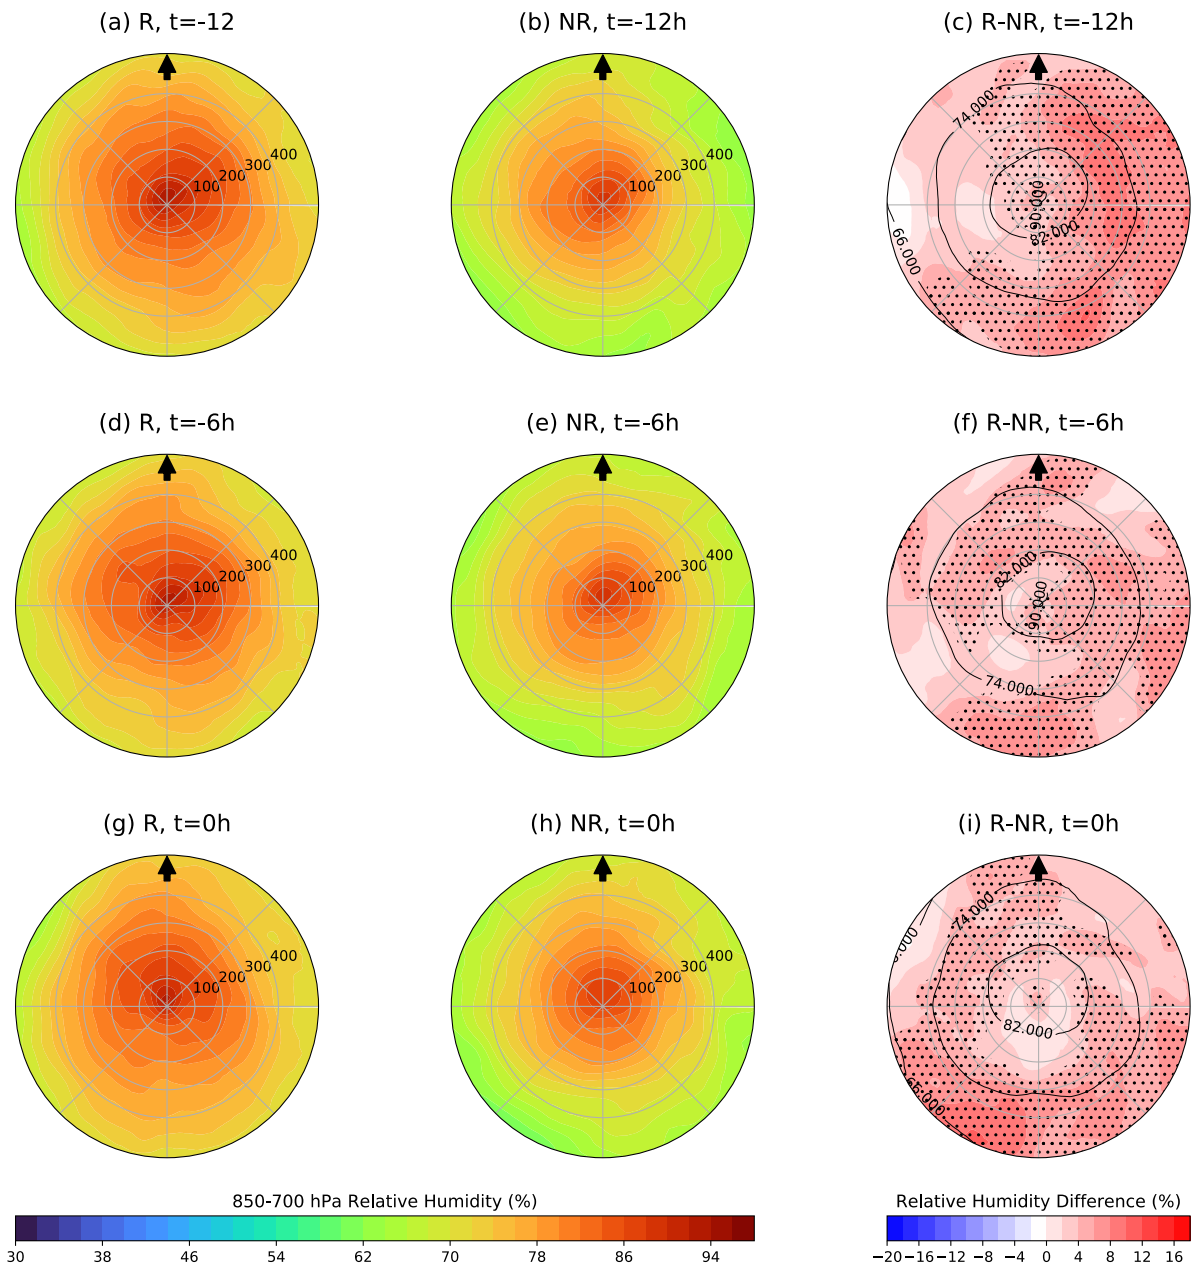 (a) R, t=-12
(b) NR, t=-12h
(c) R-NR, t=-12h
100 200 300 400
100 200 300 400
74.000
66.000
90.000
82.000
(d) R, t=-6h
(e) NR, t=-6h
(f) R-NR, t=-6h
100 200 300 400
100 200 300 400
82.000
90.000
74.000
(g) R, t=0h
(h) NR, t=0h
(i) R-NR, t=0h
100 200 300 400
100 200 300 400
74.000
82.000
66.000
850-700 hPa Relative Humidity (%)
30 38 46 54 62 70 78 86 94
Relative Humidity Difference (%)
−20 −16 −12 −8 −4 0 4 8 12 16